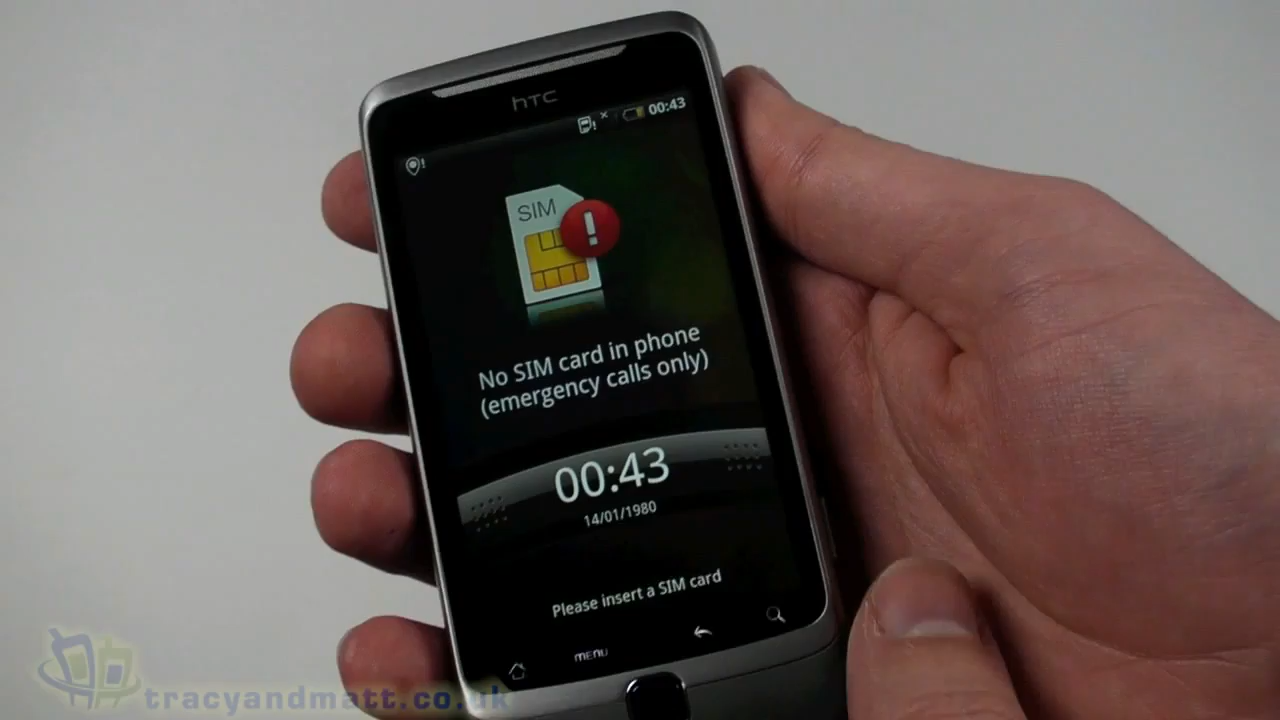 hTC
00:43
SIM
No SIM card in phone
(emergency calls only)
00:43
14/01/1980
Please insert a SIM card
MENU
tracyandmatt.co.uk